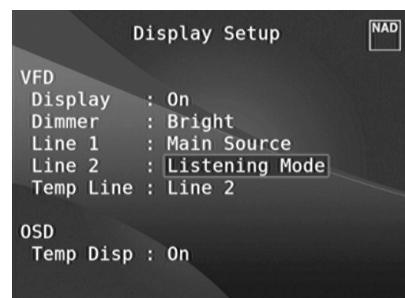 Display Setup
NAD
VFD
Display : On
Dimmer : Bright
Line 1 : Main Source
Line 2 : Listening Mode
Temp Line : Line 2
OSD
Temp Disp : On